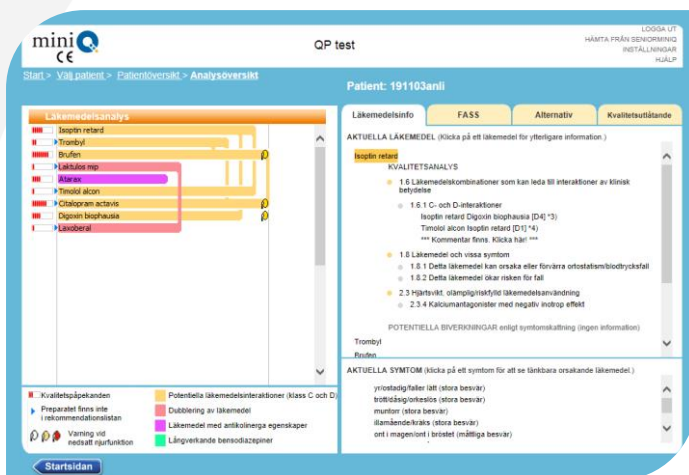 mini Q
CE
QP test
LOGGA UT
HÄMTA FRÅN SENIORMINIQ
INSTÄLLNINGAR
HJÄLP
Start > Välj patient > Patientöversikt > Analysöversikt
Patient: 191103anli
Läkemedelsanalys
Isoptin retard
Trombyl
Brufen
Laktulos mip
Atarax
Timolol alcon
Citalopram actavis
Digoxin biophausia
Laxoberal
Kvalitetspåpekanden
Preparatet finns inte
i rekommendationslistan
Varning vid
nedsatt njurfunktion
Potentiella läkemedelsinteraktioner (klass C och D)
Dubblering av läkemedel
Läkemedel med antikolinerga egenskaper
Långverkande bensodiazepiner
Startsidan
Läkemedelsinfo FASS Alternativ Kvalitetsutlåtande
AKTUELLA LÄKEMEDEL (Klicka på ett läkemedel för ytterligare information.)
Isoptin retard
KVALITETSANALYS
1.6 Läkemedelskombinationer som kan leda till interaktioner av klinisk
betydelse
1.6.1 C- och D-interaktioner
Isoptin retard Digoxin biophausia [D4] *3)
Timolol alcon Isoptin retard [D1] *4)
*** Kommentar finns. Klicka här! ***
1.8 Läkemedel och vissa symtom
1.8.1 Detta läkemedel kan orsaka eller förvärra ortostatism/blodtrycksfall
1.8.2 Detta läkemedel ökar risken för fall
2.3 Hjärtsvikt, olämplig/riskfylld läkemedelsanvändning
2.3.4 Kalciumantagonister med negativ inotrop effekt
POTENTIELLA BIVERKNINGAR enligt symtomskattning (ingen information)
Trombyl
Brufen
AKTUELLA SYMTOM (klicka på ett symtom för att se tänkbara orsakande läkemedel.)
yr/ostadig/faller lätt (stora besvär)
trött/dåsig/orkeslös (stora besvär)
muntorr (stora besvär)
illamående/kräks (stora besvär)
ont i magen/ont i bröstet (måttliga besvär)